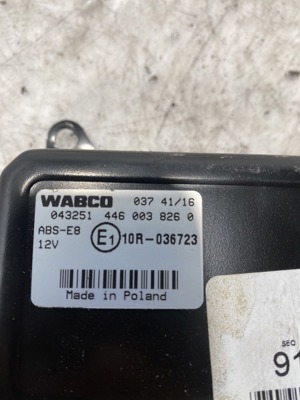 WABCO 037 41/16
043251 446 003 826 0
ABS-E8
12V
E1 10R-036723
Made in Poland
SEQ
91